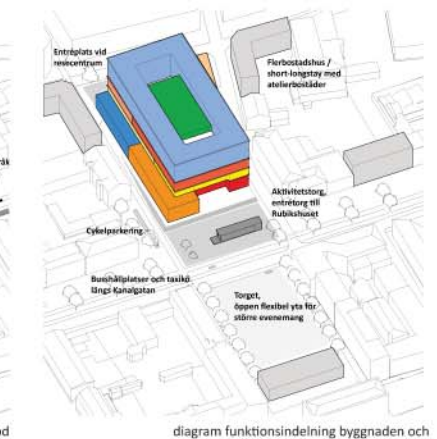 Entréplats vid
resecentrum
Flerbostadshus /
short-longstay med
ateljébostäder
Aktivitetstorg,
entrétorg till
Rubikshuset
Cykelparkering
Busshållplatser och taxikö
längs Kanalgatan
Torget,
öppen flexibel yta för
större evenemang
diagram funktionsindelning byggnaden och